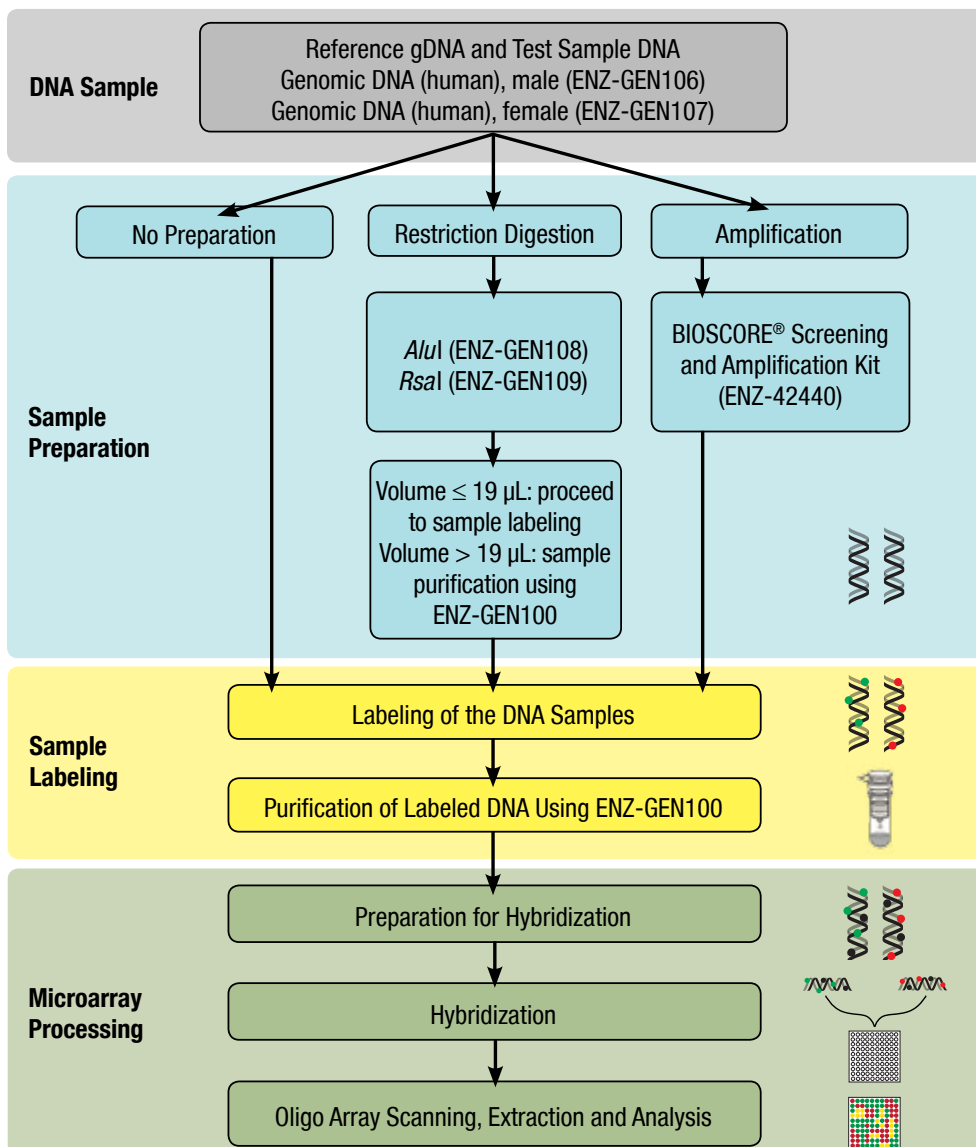 DNA Sample
Reference gDNA and Test Sample DNA
Genomic DNA (human), male (ENZ-GEN106)
Genomic DNA (human), female (ENZ-GEN107)
Sample
Preparation
No Preparation
Restriction Digestion
Amplification
AluI (ENZ-GEN108)
RsaI (ENZ-GEN109)
BIOSCORE® Screening
and Amplification Kit
(ENZ-42440)
Volume ≤ 19 µL: proceed
to sample labeling
Volume > 19 µL: sample
purification using
ENZ-GEN100
Sample
Labeling
Labeling of the DNA Samples
Purification of Labeled DNA Using ENZ-GEN100
Microarray
Processing
Preparation for Hybridization
Hybridization
Oligo Array Scanning, Extraction and Analysis